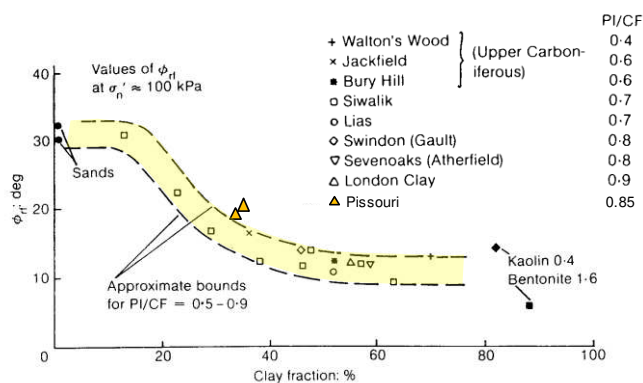 PI/CF
+ Walton's Wood 0·4
× Jackfield 0·6
■ Bury Hill 0·6
(Upper Carbon-
iferous)
□ Siwalik 0·7
○ Lias 0·7
◇ Swindon (Gault) 0·8
▽ Sevenoaks (Atherfield) 0·8
△ London Clay 0·9
▲ Pissouri 0.85
Values of ϕrf
at σn′ ≈ 100 kPa
Sands
Approximate bounds
for PI/CF = 0·5–0·9
Kaolin 0·4
Bentonite 1·6
ϕrf: deg
40
30
20
10
0
0 20 40 60 80 100
Clay fraction: %